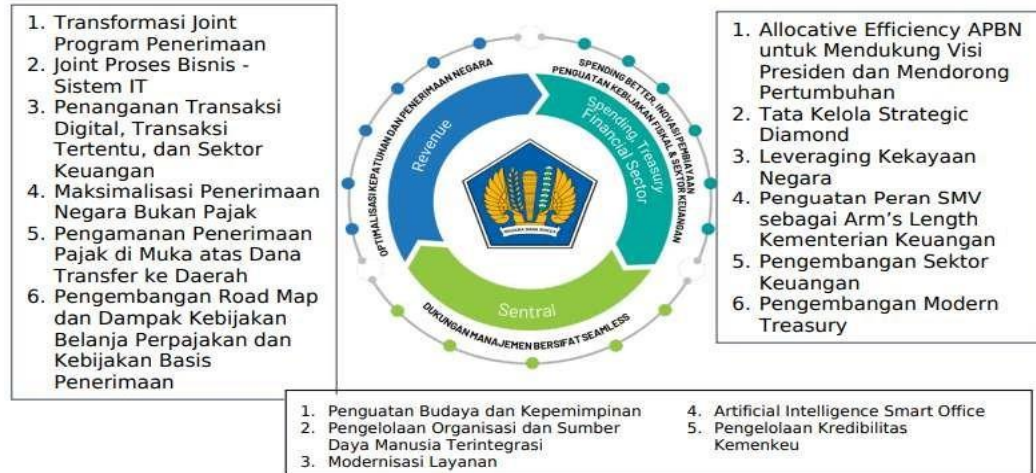 1. Transformasi Joint
Program Penerimaan
2. Joint Proses Bisnis -
Sistem IT
3. Penanganan Transaksi
Digital, Transaksi
Tertentu, dan Sektor
Keuangan
4. Maksimalisasi Penerimaan
Negara Bukan Pajak
5. Pengamanan Penerimaan
Pajak di Muka atas Dana
Transfer ke Daerah
6. Pengembangan Road Map
dan Dampak Kebijakan
Belanja Perpajakan dan
Kebijakan Basis
Penerimaan
OPTIMALISASI KEPATUHAN DAN PENERIMAAN NEGARA
Revenue
SPENDING BETTER, INOVASI PEMBIAYAAN
PENGUATAN KEBIJAKAN FISKAL & SEKTOR KEUANGAN
Spending, Treasury
Financial Sector
NAGARA DANA RAKCA
Sentral
DUKUNGAN MANAJEMEN BERSIFAT SEAMLESS
1. Allocative Efficiency APBN
untuk Mendukung Visi
Presiden dan Mendorong
Pertumbuhan
2. Tata Kelola Strategic
Diamond
3. Leveraging Kekayaan
Negara
4. Penguatan Peran SMV
sebagai Arm's Length
Kementerian Keuangan
5. Pengembangan Sektor
Keuangan
6. Pengembangan Modern
Treasury
1. Penguatan Budaya dan Kepemimpinan
2. Pengelolaan Organisasi dan Sumber
Daya Manusia Terintegrasi
3. Modernisasi Layanan
4. Artificial Intelligence Smart Office
5. Pengelolaan Kredibilitas
Kemenkeu